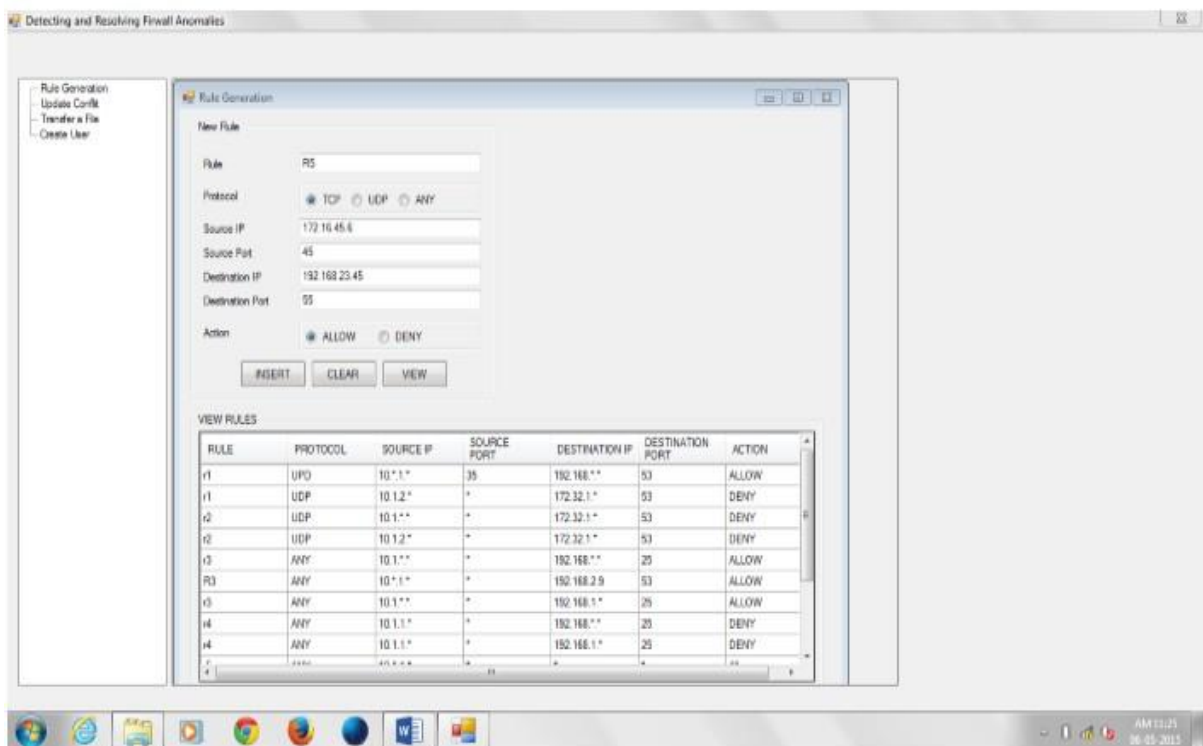 Detecting and Resolving Firwall Anomalies
Rule Generation
Update Conflit
Transfer a File
Create User
Rule Generation
New Rule
Rule R5
Protocol TCP UDP ANY
Source IP 172.16.45.6
Source Port 45
Destination IP 192.168.23.45
Destination Port 55
Action ALLOW DENY
INSERT CLEAR VIEW
VIEW RULES
RULE PROTOCOL SOURCE IP SOURCE PORT DESTINATION IP DESTINATION PORT ACTION
r1 UPD 10.*.1.* 35 192.168.*.* 53 ALLOW
r1 UDP 10.1.2.* * 172.32.1.* 53 DENY
r2 UDP 10.1.*.* * 172.32.1.* 53 DENY
r2 UDP 10.1.2.* * 172.32.1.* 53 DENY
r3 ANY 10.1.*.* * 192.168.*.* 25 ALLOW
R3 ANY 10.*.1.* * 192.168.2.9 53 ALLOW
r3 ANY 10.1.*.* * 192.168.1.* 25 ALLOW
r4 ANY 10.1.1.* * 192.168.*.* 25 DENY
r4 ANY 10.1.1.* * 192.168.1.* 25 DENY
AM 11:25
06-05-2015